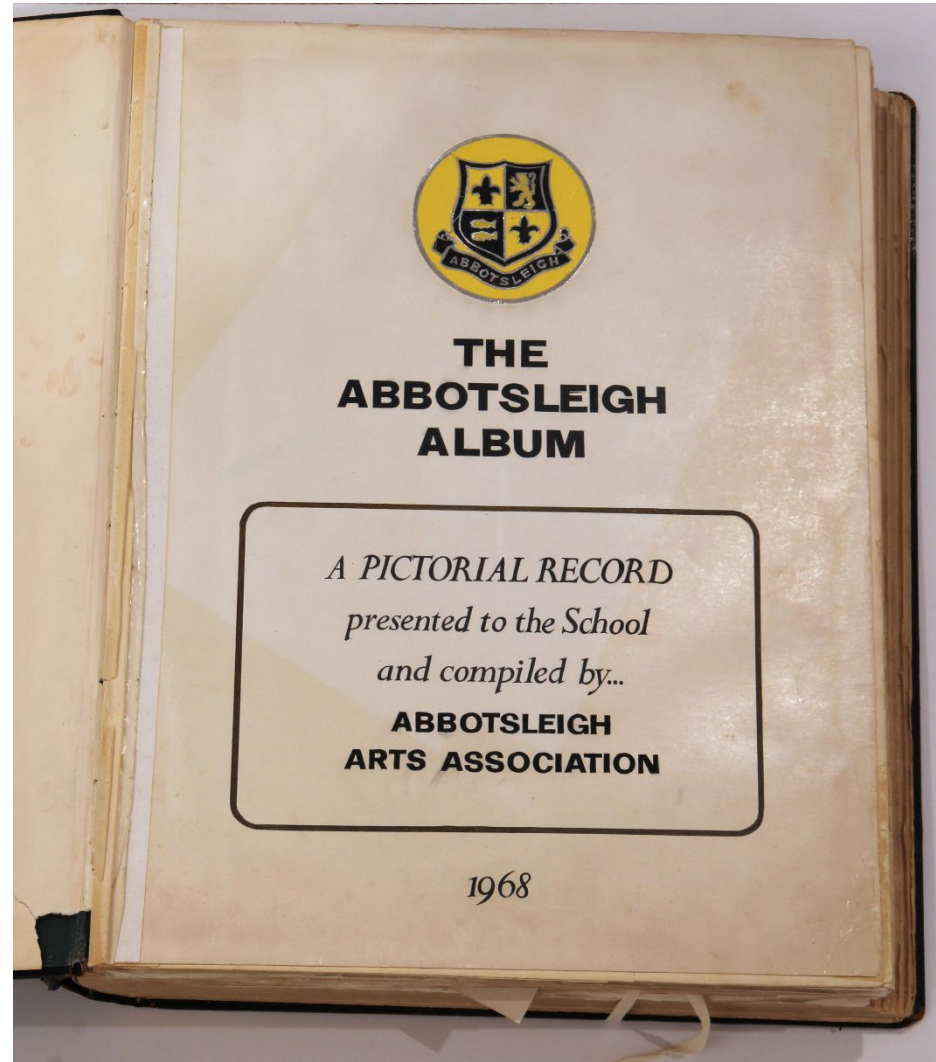 ABBOTSLEIGH
THE
ABBOTSLEIGH
ALBUM
A PICTORIAL RECORD
presented to the School
and compiled by...
ABBOTSLEIGH
ARTS ASSOCIATION
1968